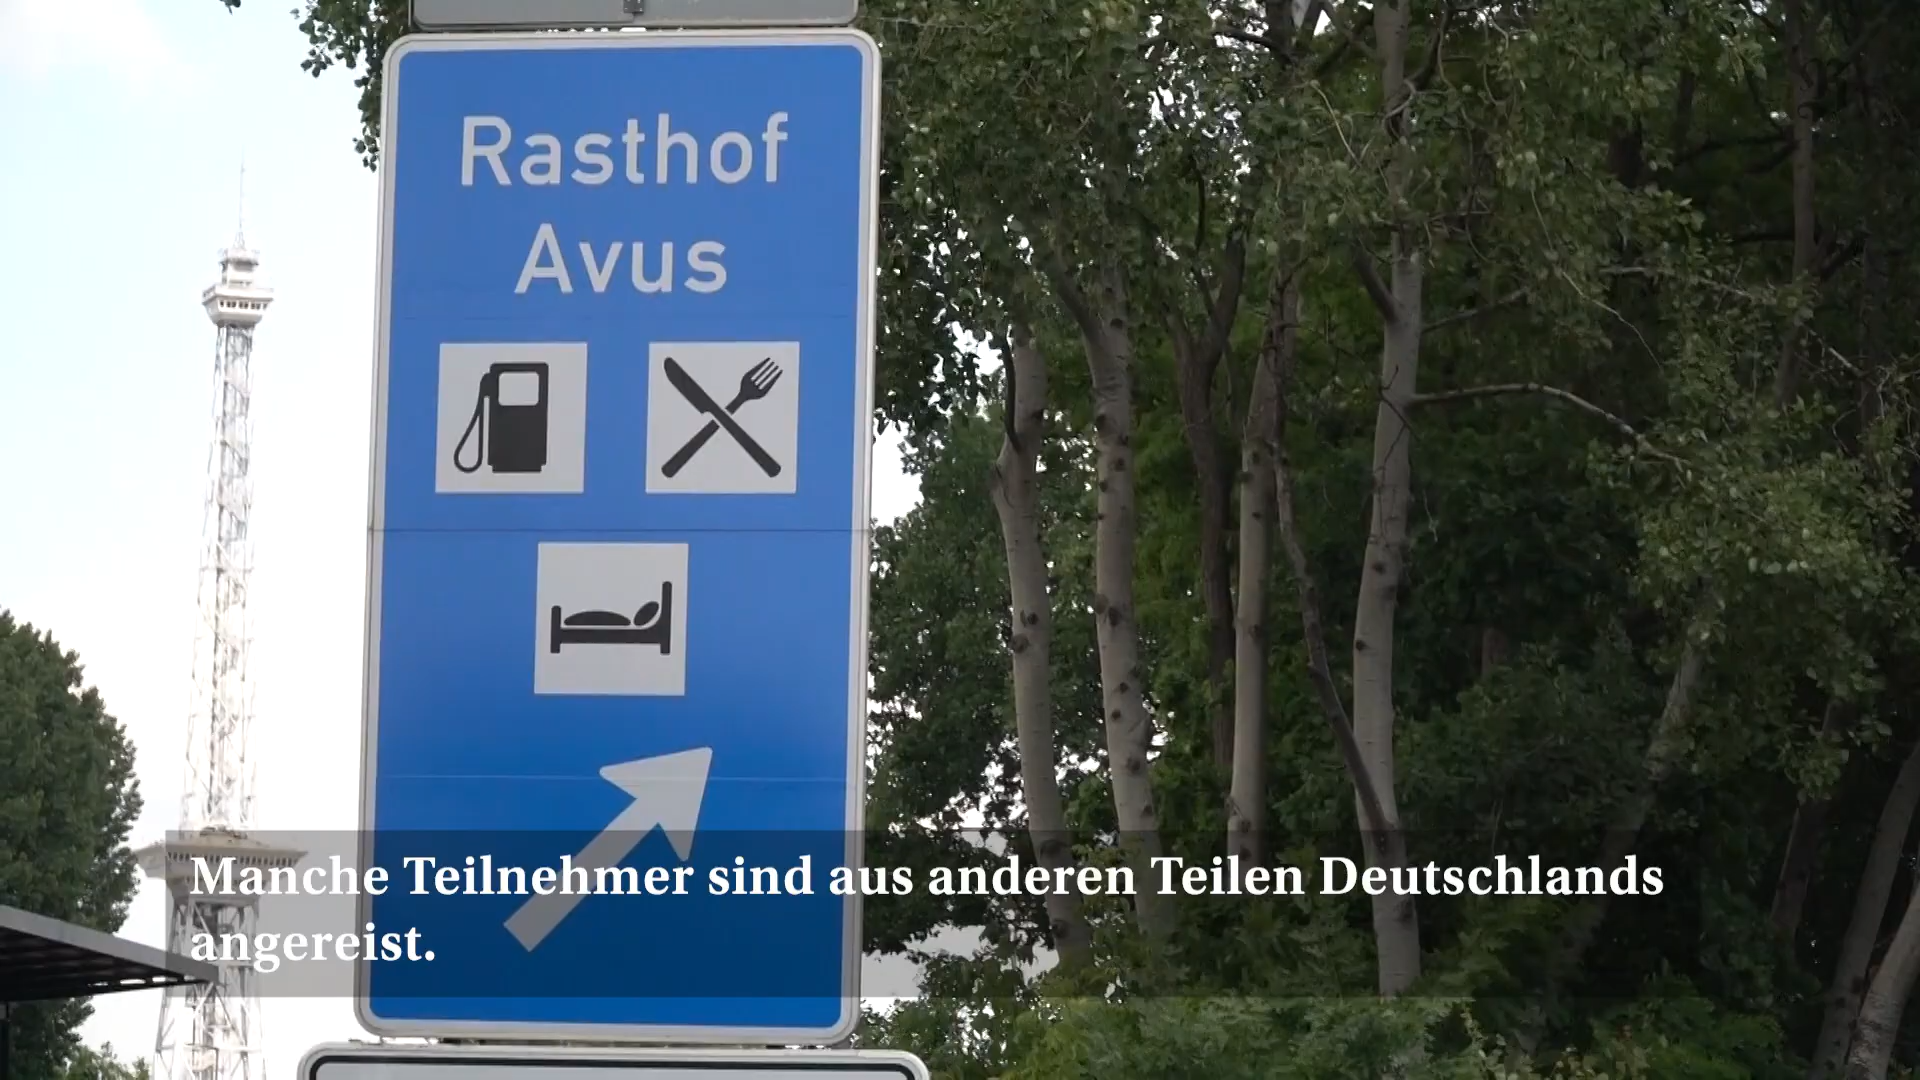 Rasthof
Avus
Manche Teilnehmer sind aus anderen Teilen Deutschlands
angereist.